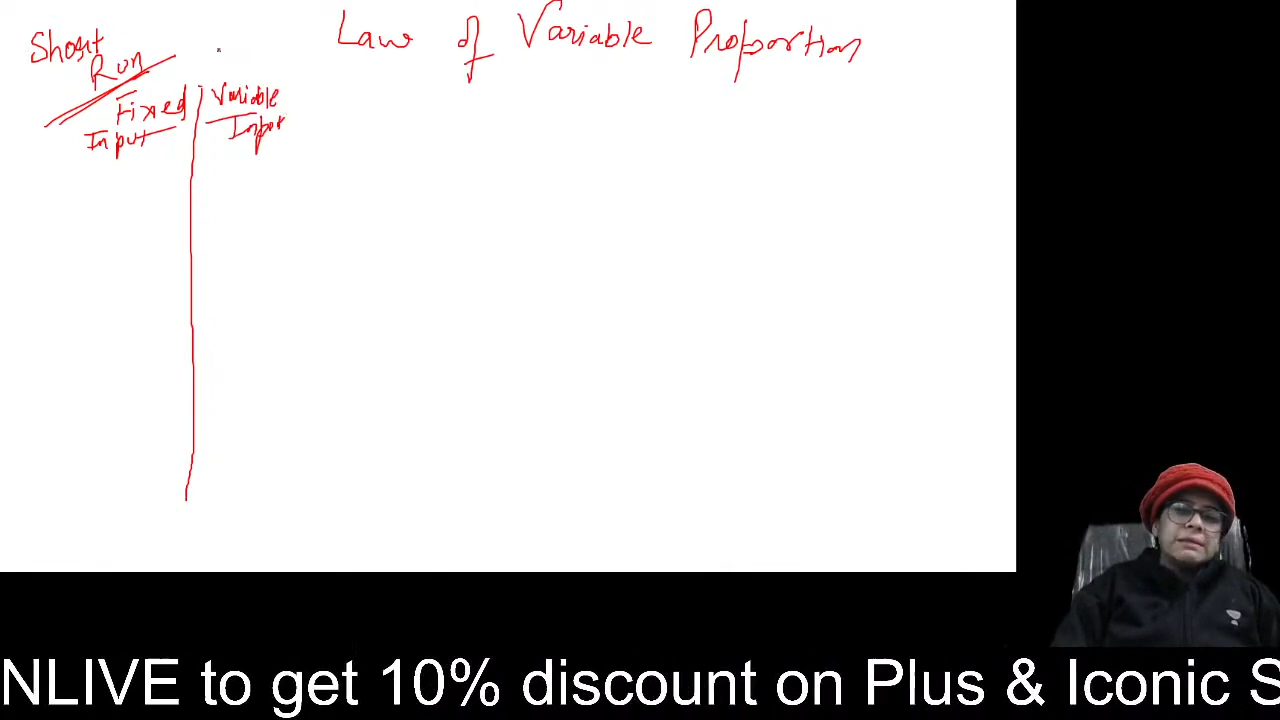 Law of Variable Proportion
Short
Run
Fixed
Input
Variable
Input
NLIVE to get 10% discount on Plus & Iconic S